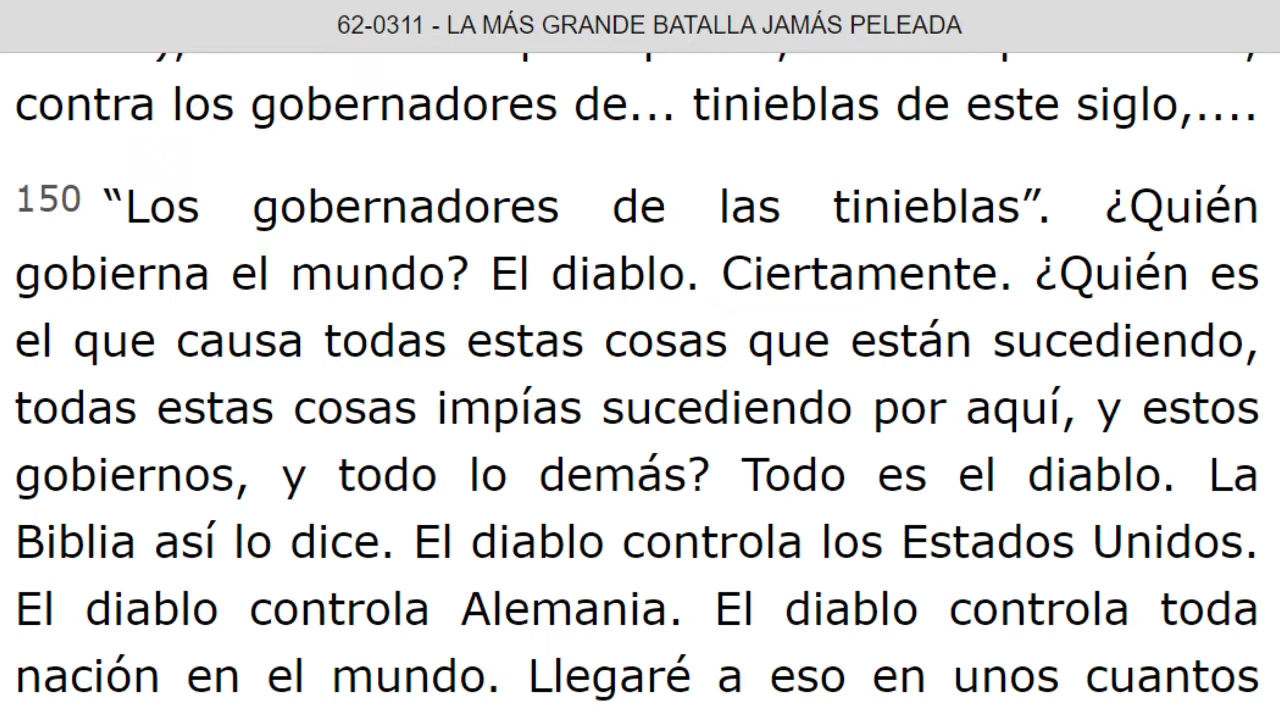 62-0311 - LA MÁS GRANDE BATALLA JAMÁS PELEADA
contra los gobernadores de... tinieblas de este siglo,....
150 “Los gobernadores de las tinieblas”. ¿Quién
gobierna el mundo? El diablo. Ciertamente. ¿Quién es
el que causa todas estas cosas que están sucediendo,
todas estas cosas impías sucediendo por aquí, y estos
gobiernos, y todo lo demás? Todo es el diablo. La
Biblia así lo dice. El diablo controla los Estados Unidos.
El diablo controla Alemania. El diablo controla toda
nación en el mundo. Llegaré a eso en unos cuantos